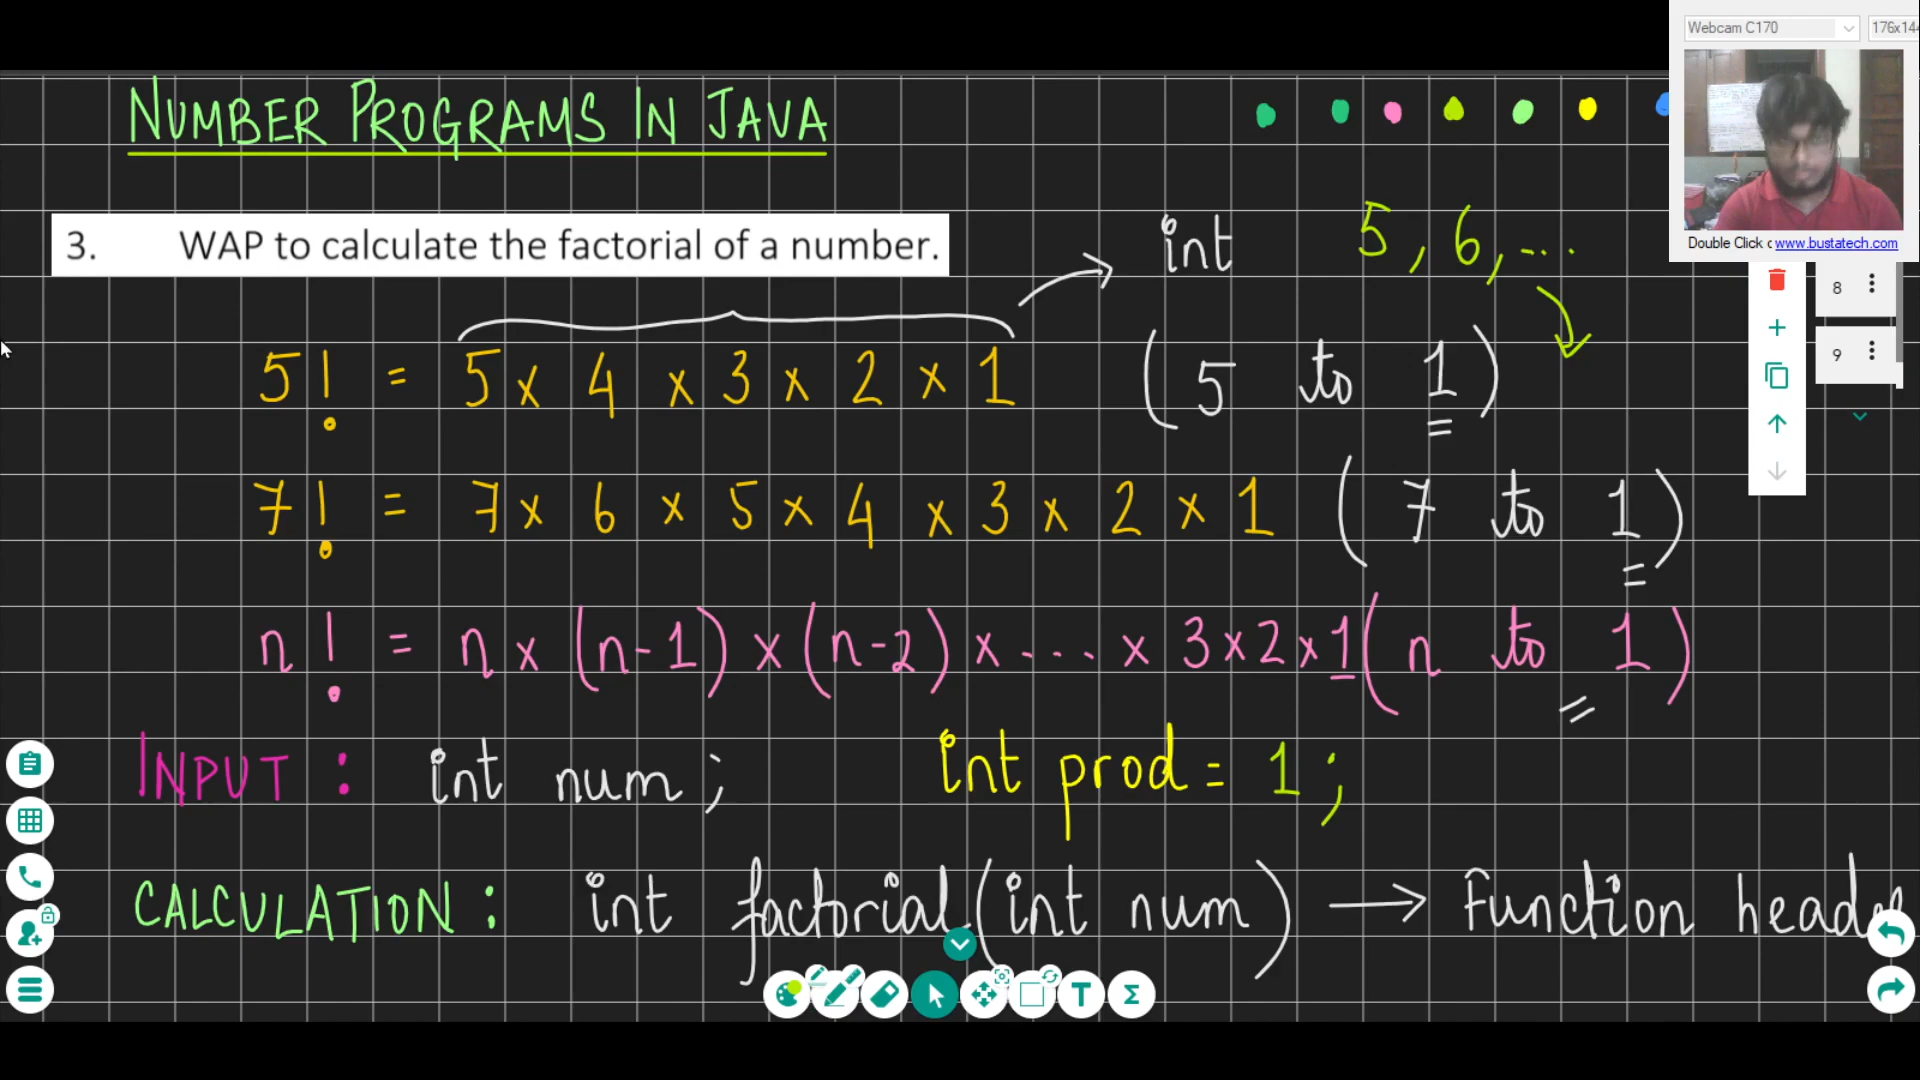 Webcam C170 176x144
NUMBER PROGRAMS IN JAVA
Double Click www.bustatech.com
3. WAP to calculate the factorial of a number.
int 5, 6, ...
8
9
5! = 5 x 4 x 3 x 2 x 1 (5 to 1)
7! = 7 x 6 x 5 x 4 x 3 x 2 x 1 (7 to 1)
n! = n x (n-1) x (n-2) x ... x 3 x 2 x 1 (n to 1)
INPUT : int num; int prod = 1;
CALCULATION : int factorial(int num) → Function heade
T Σ